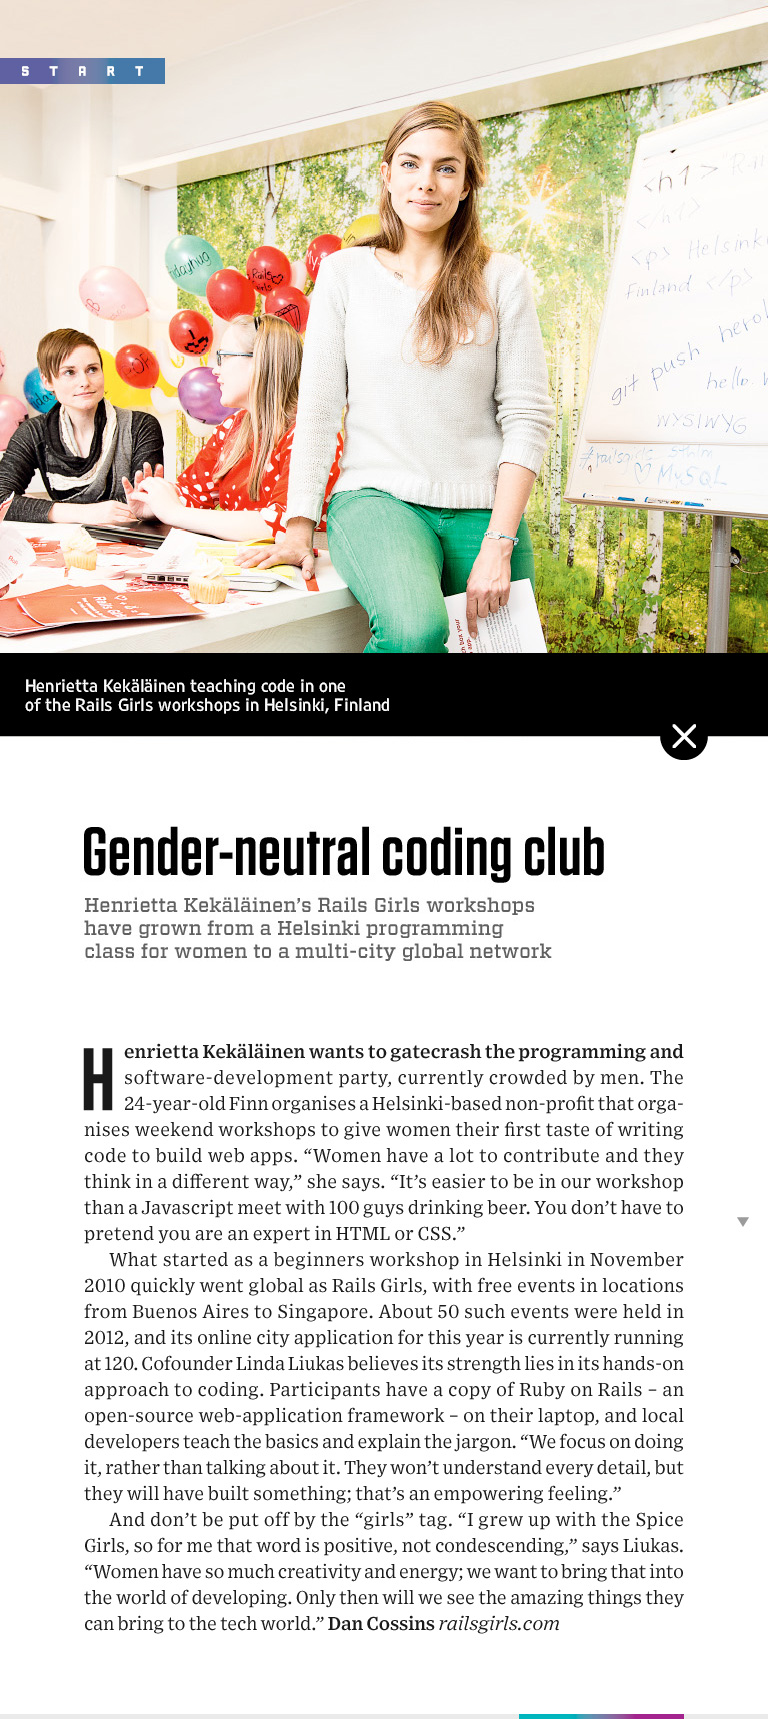 START
Fridayhug
Rails
Girls
<h1> "R
</h1>
<p> Helsinki
Finland </p>
git push hero
hello
WYSIWYG
#railsgirls
MySQL
Henrietta Kekäläinen teaching code in one
of the Rails Girls workshops in Helsinki, Finland
Gender-neutral coding club
Henrietta Kekäläinen’s Rails Girls workshops
have grown from a Helsinki programming
class for women to a multi-city global network
Henrietta Kekäläinen wants to gatecrash the programming and
software-development party, currently crowded by men. The
24-year-old Finn organises a Helsinki-based non-profit that orga-
nises weekend workshops to give women their first taste of writing
code to build web apps. “Women have a lot to contribute and they
think in a different way,” she says. “It’s easier to be in our workshop
than a Javascript meet with 100 guys drinking beer. You don’t have to
pretend you are an expert in HTML or CSS.”
What started as a beginners workshop in Helsinki in November
2010 quickly went global as Rails Girls, with free events in locations
from Buenos Aires to Singapore. About 50 such events were held in
2012, and its online city application for this year is currently running
at 120. Cofounder Linda Liukas believes its strength lies in its hands-on
approach to coding. Participants have a copy of Ruby on Rails – an
open-source web-application framework – on their laptop, and local
developers teach the basics and explain the jargon. “We focus on doing
it, rather than talking about it. They won’t understand every detail, but
they will have built something; that’s an empowering feeling.”
And don’t be put off by the “girls” tag. “I grew up with the Spice
Girls, so for me that word is positive, not condescending,” says Liukas.
“Women have so much creativity and energy; we want to bring that into
the world of developing. Only then will we see the amazing things they
can bring to the tech world.” Dan Cossins railsgirls.com